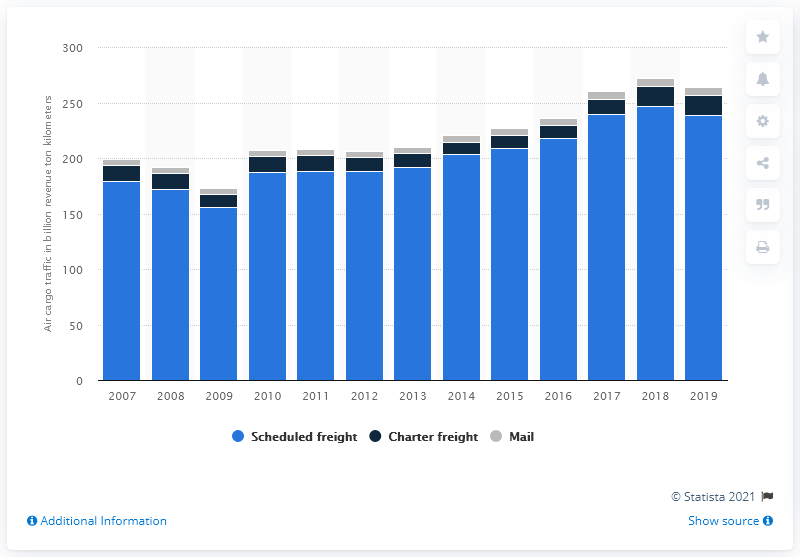 300
250
200
150
100
50
0
Air cargo traffic in billion revenue ton kilometers
2007 2008 2009 2010 2011 2012 2013 2014 2015 2016 2017 2018 2019
Scheduled freight Charter freight Mail
© Statista 2021
Additional Information Show source